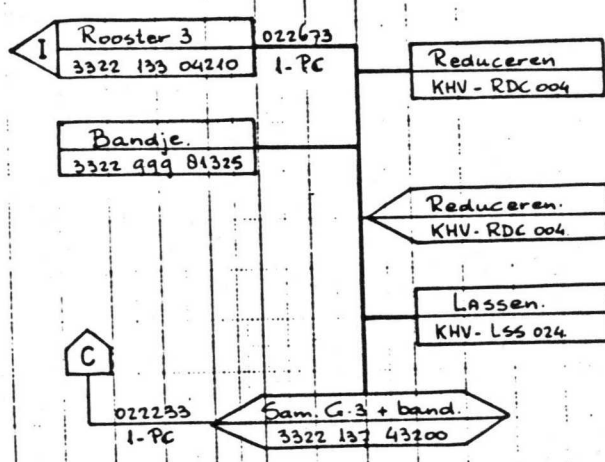 I
Rooster 3
3322 133 04210
022673
1-PC
Reduceren
KHV-RDC 004
Bandje.
3322 999 81325
Reduceren.
KHV-RDC 004.
Lassen.
KHV-LSS 024.
C
022233
1-PC
Sam. G.3 + band.
3322 137 43200